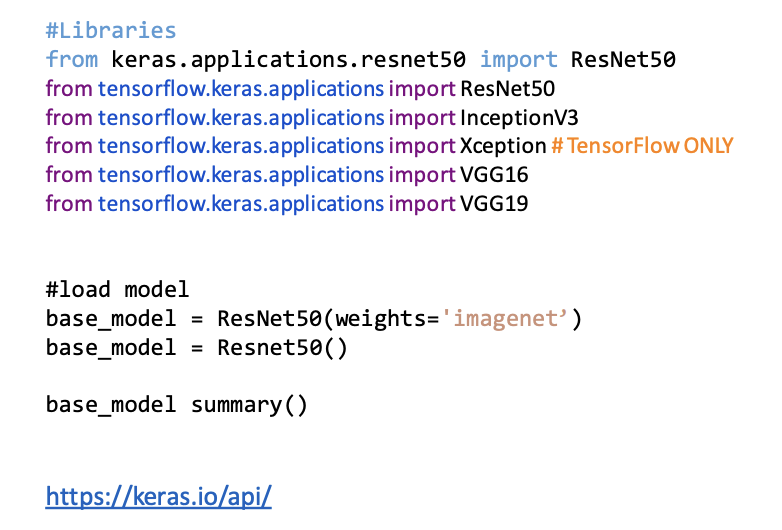 #Libraries
from keras.applications.resnet50 import ResNet50
from tensorflow.keras.applications import ResNet50
from tensorflow.keras.applications import InceptionV3
from tensorflow.keras.applications import Xception # TensorFlow ONLY
from tensorflow.keras.applications import VGG16
from tensorflow.keras.applications import VGG19
#load model
base_model = ResNet50(weights='imagenet’)
base_model = Resnet50()
base_model summary()
https://keras.io/api/